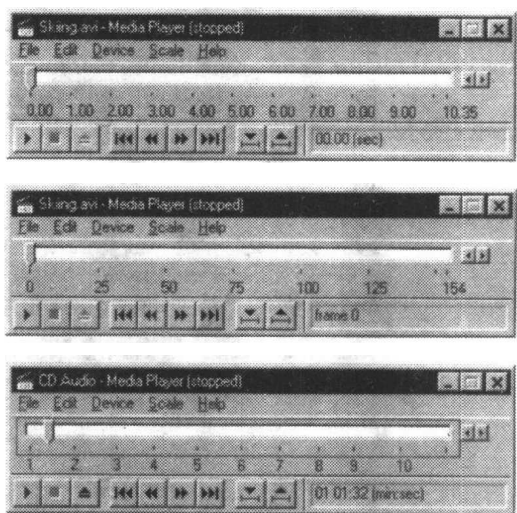 Skiing.avi - Media Player (stopped)
File Edit Device Scale Help
0.00 1.00 2.00 3.00 4.00 5.00 6.00 7.00 8.00 9.00 10.35
00.00 (sec)
Skiing.avi - Media Player (stopped)
File Edit Device Scale Help
0 25 50 75 100 125 154
frame 0
CD Audio - Media Player (stopped)
File Edit Device Scale Help
1 2 3 4 5 6 7 8 9 10
01 01:32 (min:sec)